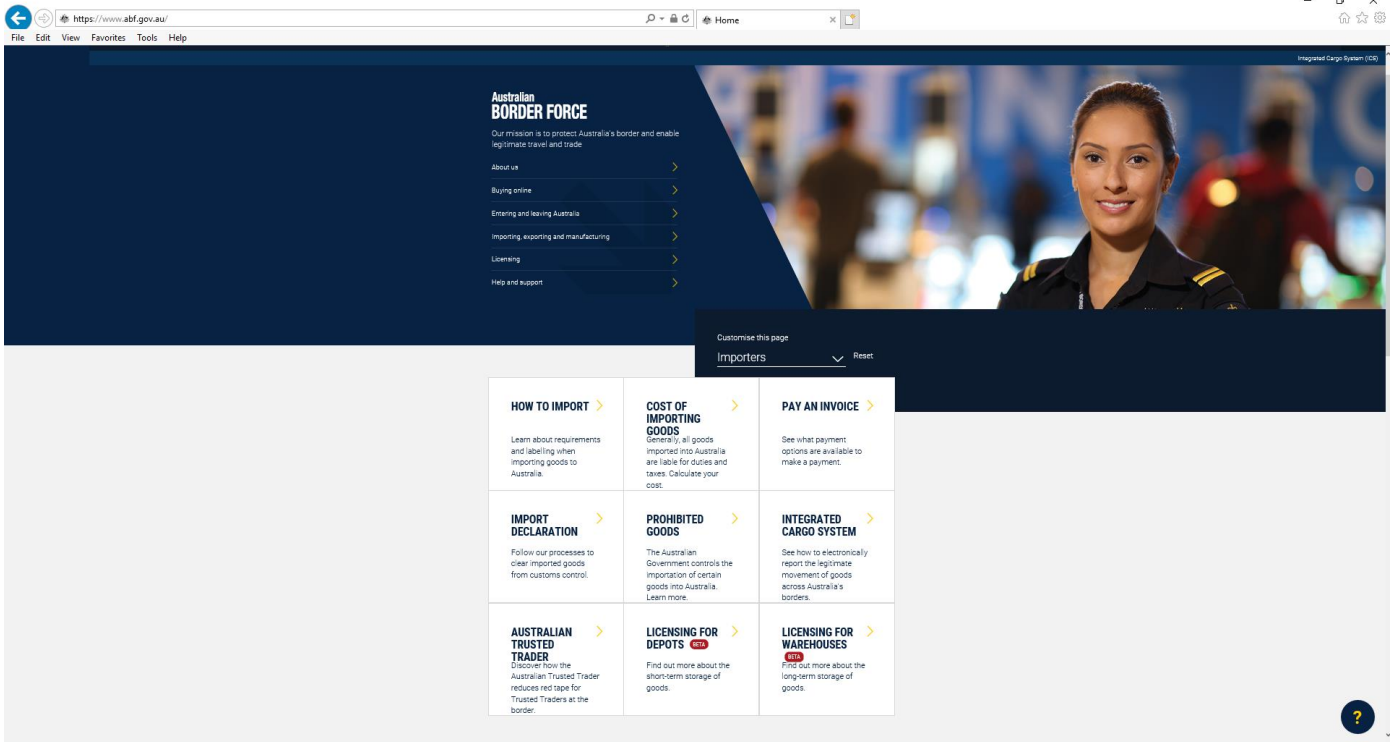 https://www.abf.gov.au/
Home
File Edit View Favorites Tools Help
Integrated Cargo System (ICS)
Australian
BORDER FORCE
Our mission is to protect Australia's border and enable
legitimate travel and trade
About us
Buying online
Entering and leaving Australia
Importing, exporting and manufacturing
Licensing
Help and support
Customise this page
Importers
Reset
HOW TO IMPORT
Learn about requirements
and labelling when
importing goods to
Australia.
COST OF
IMPORTING
GOODS
Generally, all goods
imported into Australia
are liable for duties and
taxes. Calculate your
cost.
PAY AN INVOICE
See what payment
options are available to
make a payment.
IMPORT
DECLARATION
Follow our processes to
clear imported goods
from customs control.
PROHIBITED
GOODS
The Australian
Government controls the
importation of certain
goods into Australia.
Learn more.
INTEGRATED
CARGO SYSTEM
See how to electronically
report the legitimate
movement of goods
across Australia's
borders.
AUSTRALIAN
TRUSTED
TRADER
Discover how the
Australian Trusted Trader
reduces red tape for
Trusted Traders at the
border.
LICENSING FOR
DEPOTS BETA
Find out more about the
short-term storage of
goods.
LICENSING FOR
WAREHOUSES
BETA
Find out more about the
long-term storage of
goods.
?